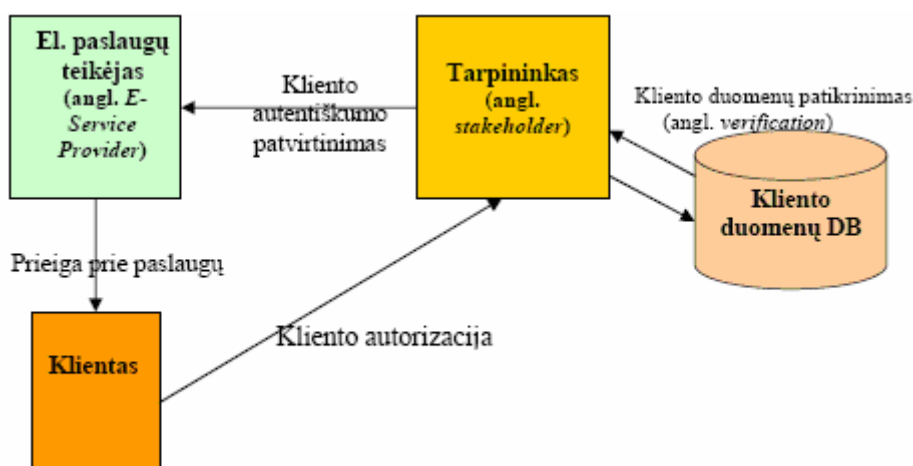 El. paslaugų
teikėjas
(angl. E-
Service
Provider)
Kliento
autentiškumo
patvirtinimas
Tarpininkas
(angl.
stakeholder)
Kliento duomenų patikrinimas
(angl. verification)
Kliento
duomenų DB
Prieiga prie paslaugų
Klientas
Kliento autorizacija